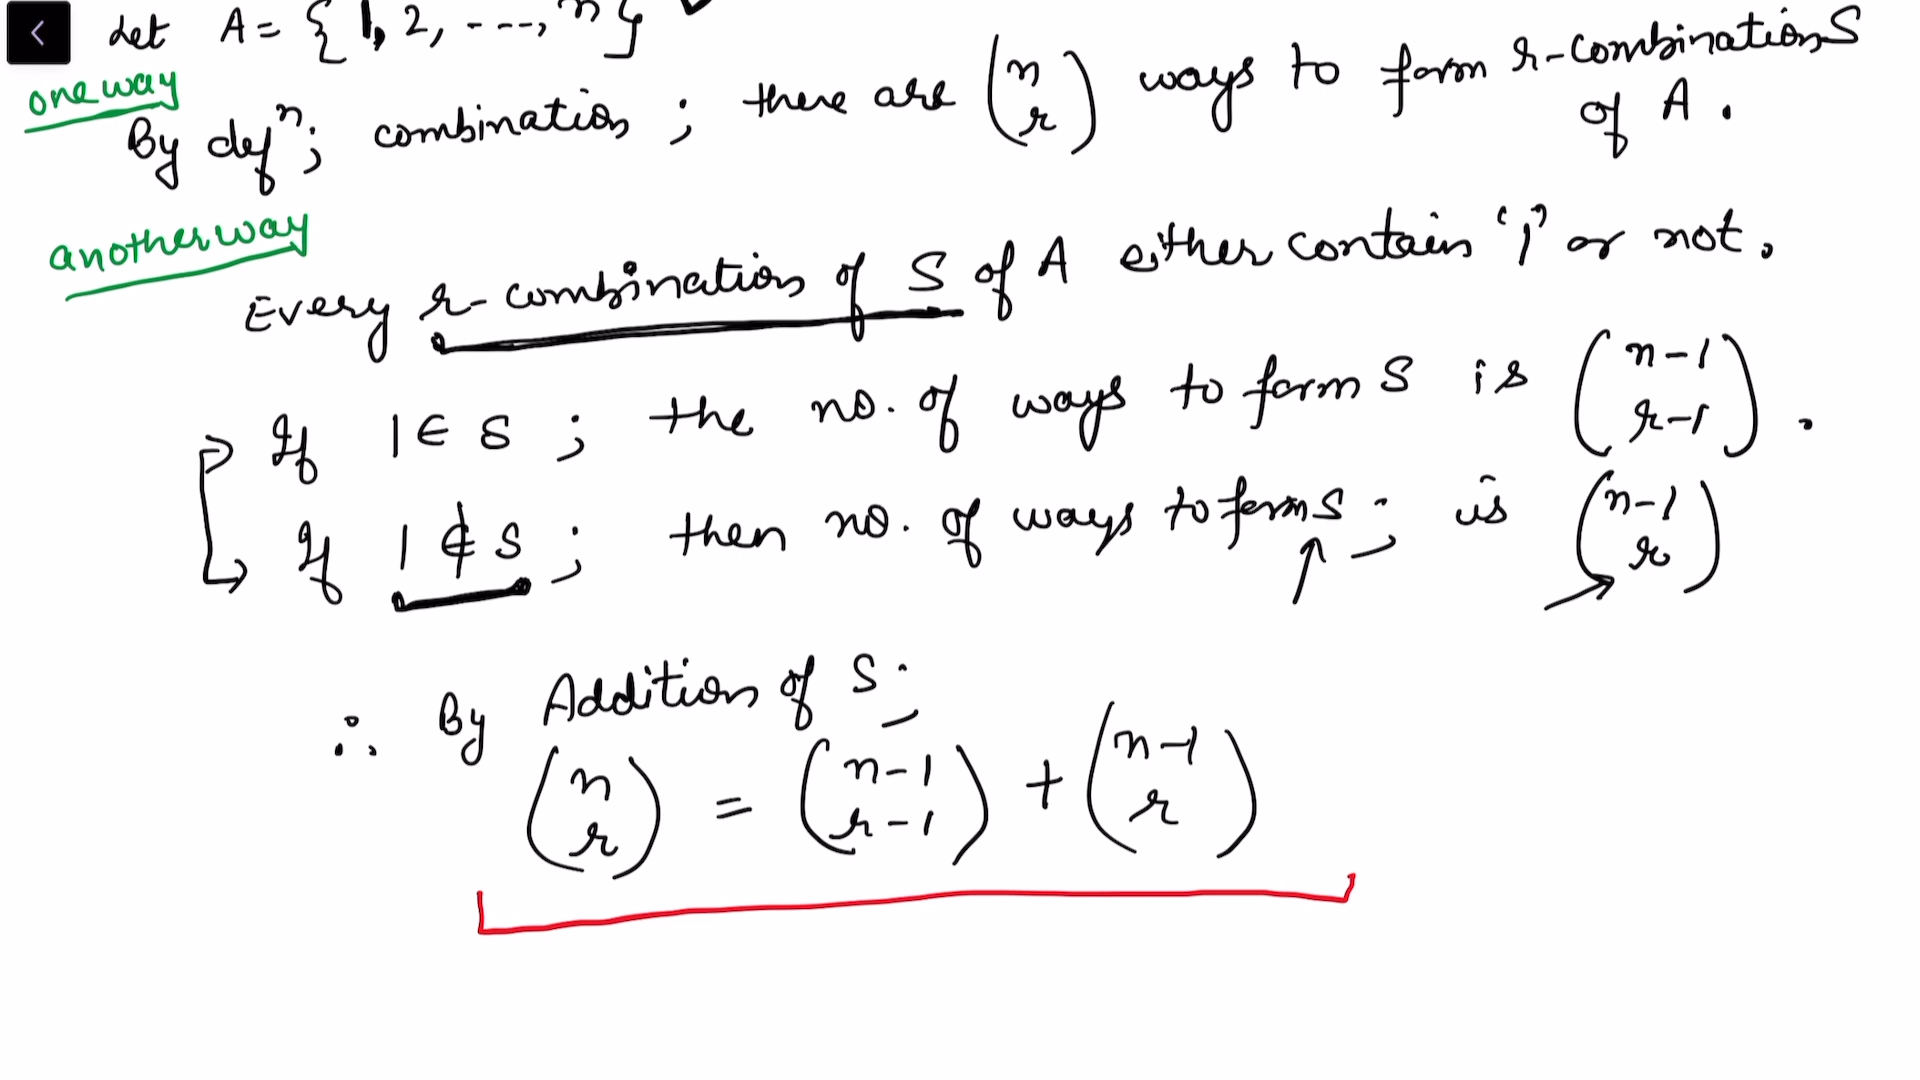 Let A = {1, 2, ----, n}
one way
By defⁿ; combination ; there are (n r) ways to form r-combinationS
of A .
another way
Every r-combination of S of A either contain '1' or not.
If 1 ∈ S ; the no. of ways to form S is (n-1 r-1) .
If 1 ∉ S ; then no. of ways to form S ; is (n-1 r)
∴ By Addition of S;
(n r) = (n-1 r-1) + (n-1 r)